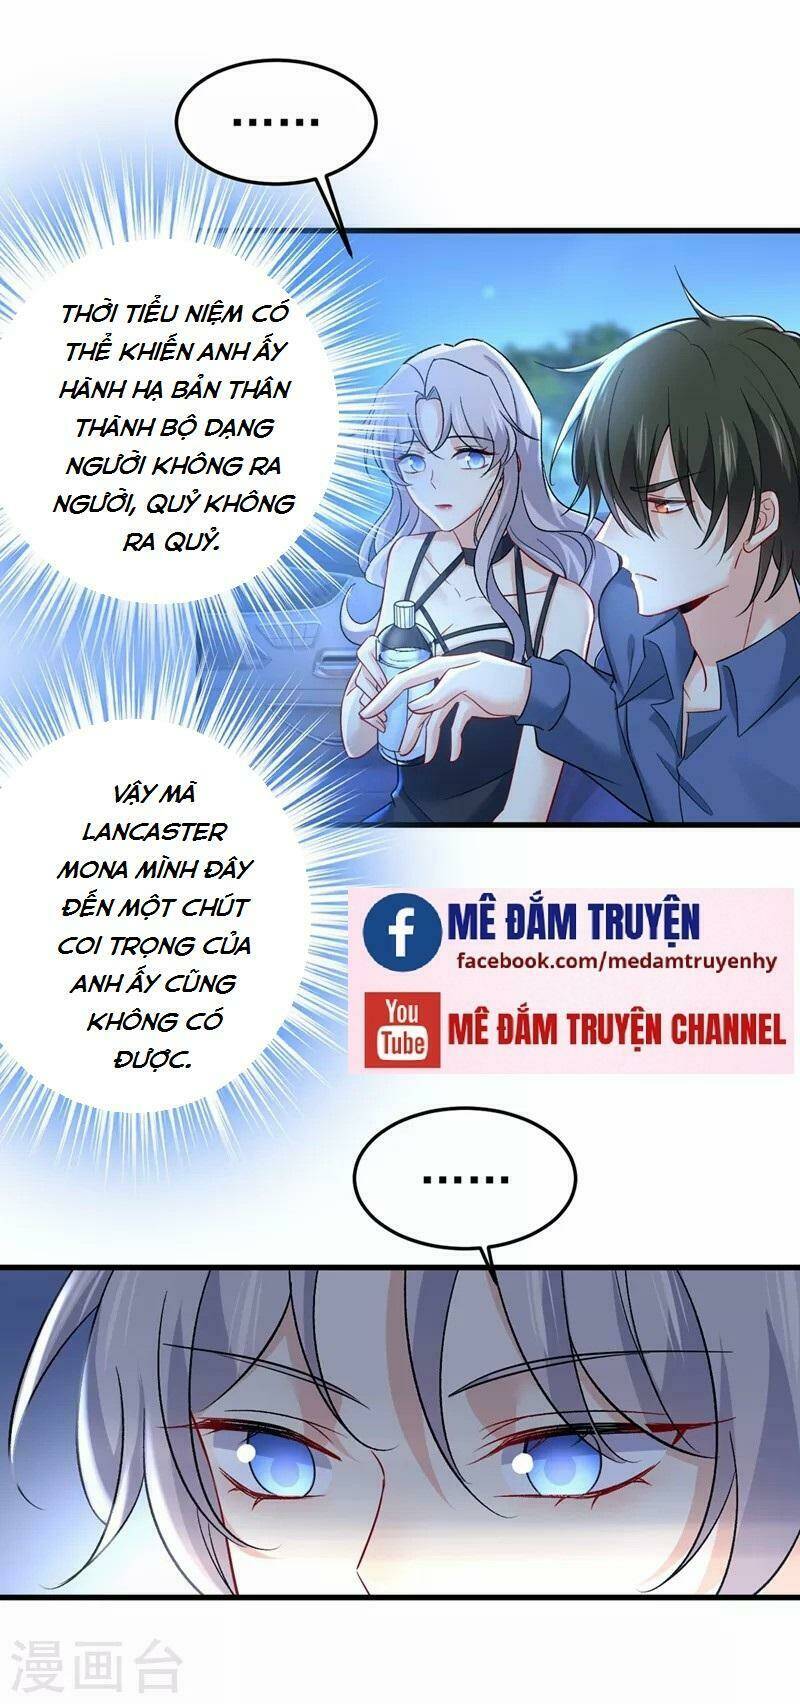 ......
THỜI TIỂU NIỆM CÓ
THỂ KHIẾN ANH ẤY
HÀNH HẠ BẢN THÂN
THÀNH BỘ DẠNG
NGƯỜI KHÔNG RA
NGƯỜI, QUỶ KHÔNG
RA QUỶ.
VẬY MÀ
LANCASTER
MONA MÌNH ĐÂY
ĐẾN MỘT CHÚT
COI TRỌNG CỦA
ANH ẤY CŨNG
KHÔNG CÓ
ĐƯỢC.
f MÊ ĐẮM TRUYỆN
facebook.com/medamtruyenhy
You
Tube
MÊ ĐẮM TRUYỆN CHANNEL
......
漫画台